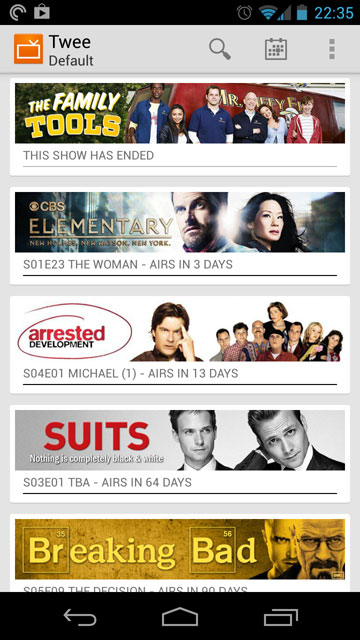 22:35
Twee
Default
THE FAMILY
TOOLS
THIS SHOW HAS ENDED
CBS
ELEMENTARY
NEW HOLMES. NEW WATSON. NEW YORK.
S01E23 THE WOMAN - AIRS IN 3 DAYS
arrested
DEVELOPMENT
S04E01 MICHAEL (1) - AIRS IN 13 DAYS
SUITS
Nothing is completely black & white
S03E01 TBA - AIRS IN 64 DAYS
35
56
Breaking Bad
S05E09 THE DECISION - AIRS IN 90 DAYS